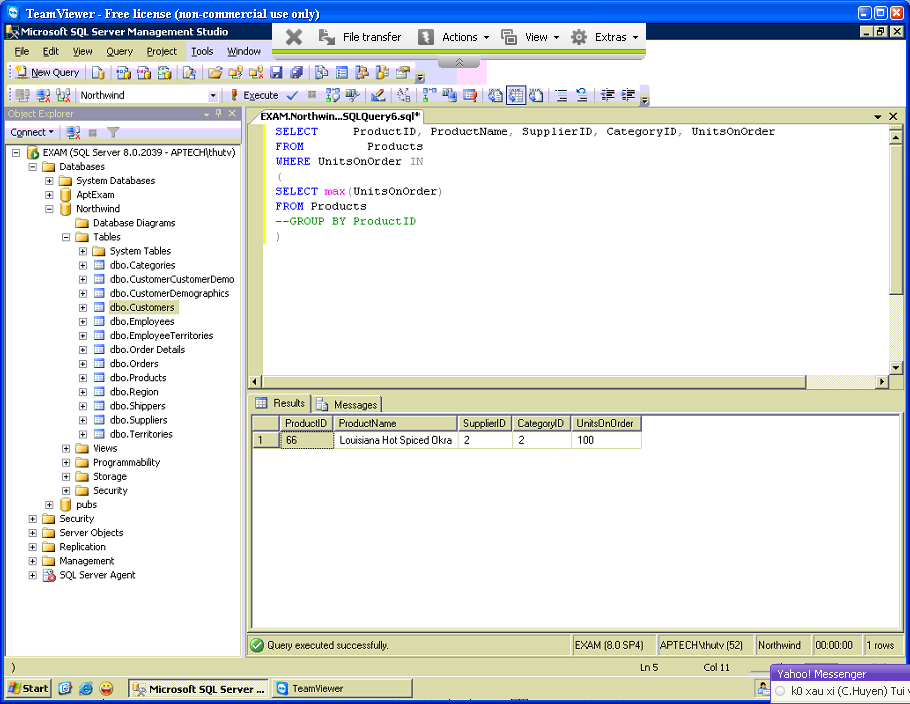 TeamViewer - Free license (non-commercial use only)
Microsoft SQL Server Management Studio
File transfer Actions View Extras
File Edit View Query Project Tools Window
New Query
Northwind Execute
Object Explorer
Connect
EXAM (SQL Server 8.0.2039 - APTECH\thutv)
Databases
System Databases
AptExam
Northwind
Database Diagrams
Tables
System Tables
dbo.Categories
dbo.CustomerCustomerDemo
dbo.CustomerDemographics
dbo.Customers
dbo.Employees
dbo.EmployeeTerritories
dbo.Order Details
dbo.Orders
dbo.Products
dbo.Region
dbo.Shippers
dbo.Suppliers
dbo.Territories
Views
Programmability
Storage
Security
pubs
Security
Server Objects
Replication
Management
SQL Server Agent
EXAM.Northwin...SQLQuery6.sql*
SELECT ProductID, ProductName, SupplierID, CategoryID, UnitsOnOrder
FROM Products
WHERE UnitsOnOrder IN
(
SELECT max(UnitsOnOrder)
FROM Products
--GROUP BY ProductID
)
Results Messages
ProductID ProductName SupplierID CategoryID UnitsOnOrder
1 66 Louisiana Hot Spiced Okra 2 2 100
Query executed successfully. EXAM (8.0 SP4) APTECH\thutv (52) Northwind 00:00:00 1 rows
) Ln 5 Col 11
Yahoo! Messenger
k0 xau xi (C.Huyen) Tui v
Start Microsoft SQL Server ... TeamViewer